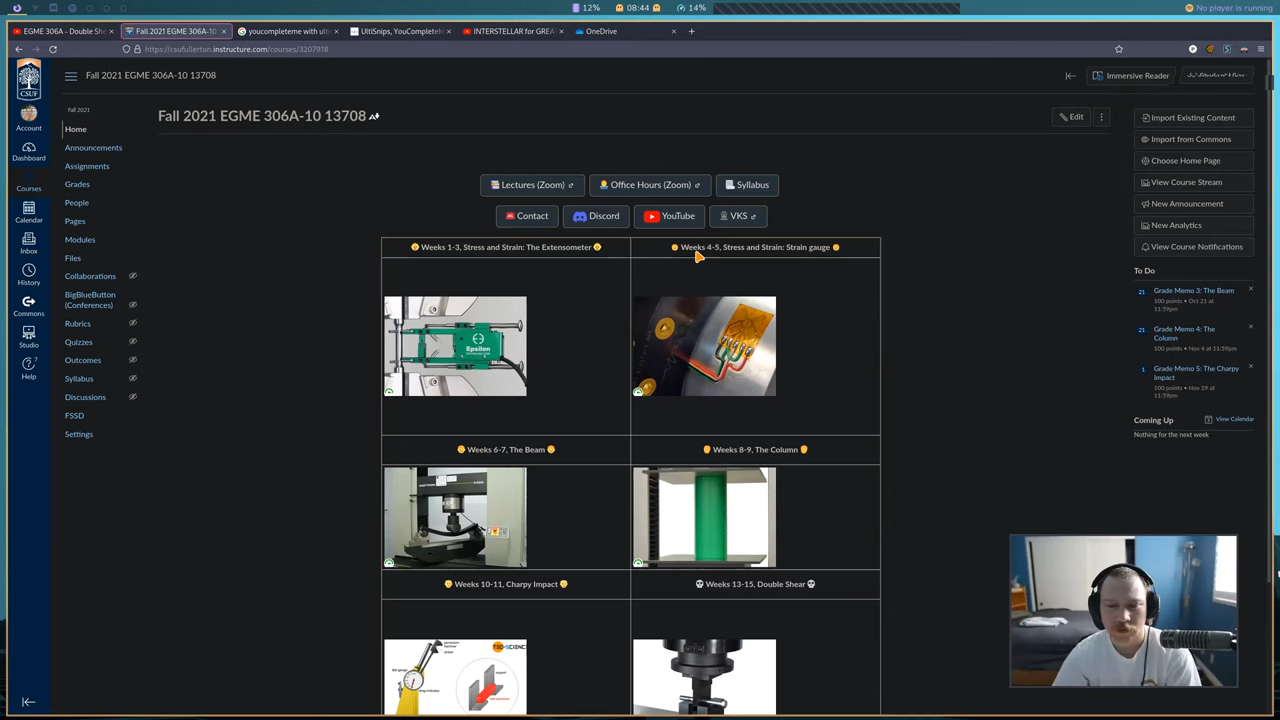 12%
08:44
14%
No player is running
EGME 306A - Double She
Fall 2021 EGME 306A-10
youcompleteme with ulti
UltiSnips, YouCompleteM
INTERSTELLAR for GREA
OneDrive
https://csufullerton.instructure.com/courses/3207918
CSUF
Account
Dashboard
Courses
Calendar
Inbox
History
Commons
Studio
7
Help
Fall 2021 EGME 306A-10 13708
Immersive Reader
Fall 2021
Home
Announcements
Assignments
Grades
People
Pages
Modules
Files
Collaborations
BigBlueButton
(Conferences)
Rubrics
Quizzes
Outcomes
Syllabus
Discussions
FSSD
Settings
Fall 2021 EGME 306A-10 13708
Edit
Lectures (Zoom)
Office Hours (Zoom)
Syllabus
Contact
Discord
YouTube
VKS
Weeks 1-3, Stress and Strain: The Extensometer
Weeks 4-5, Stress and Strain: Strain gauge
Epsilon
Weeks 6-7, The Beam
Weeks 8-9, The Column
Weeks 10-11, Charpy Impact
Weeks 13-15, Double Shear
Import Existing Content
Import from Commons
Choose Home Page
View Course Stream
New Announcement
New Analytics
View Course Notifications
To Do
21
Grade Memo 3: The Beam
100 points • Oct 21 at
11:59pm
21
Grade Memo 4: The
Column
100 points • Nov 4 at 11:59pm
1
Grade Memo 5: The Charpy
Impact
100 points • Nov 29 at
11:59pm
Coming Up
View Calendar
Nothing for the next week